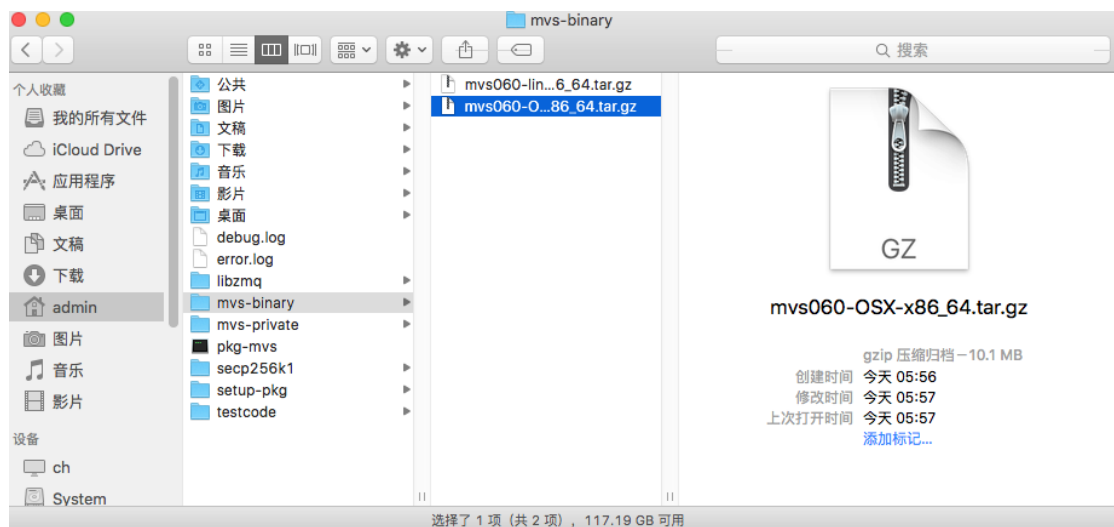 mvs-binary
搜索
个人收藏
我的所有文件
iCloud Drive
应用程序
桌面
文稿
下载
admin
图片
音乐
影片
设备
ch
System
公共
图片
文稿
下载
音乐
影片
桌面
debug.log
error.log
libzmq
mvs-binary
mvs-private
pkg-mvs
secp256k1
setup-pkg
testcode
mvs060-lin...6_64.tar.gz
mvs060-O...86_64.tar.gz
GZ
mvs060-OSX-x86_64.tar.gz
gzip 压缩归档－10.1 MB
创建时间 今天 05:56
修改时间 今天 05:57
上次打开时间 今天 05:57
添加标记...
选择了 1 项（共 2 项），117.19 GB 可用